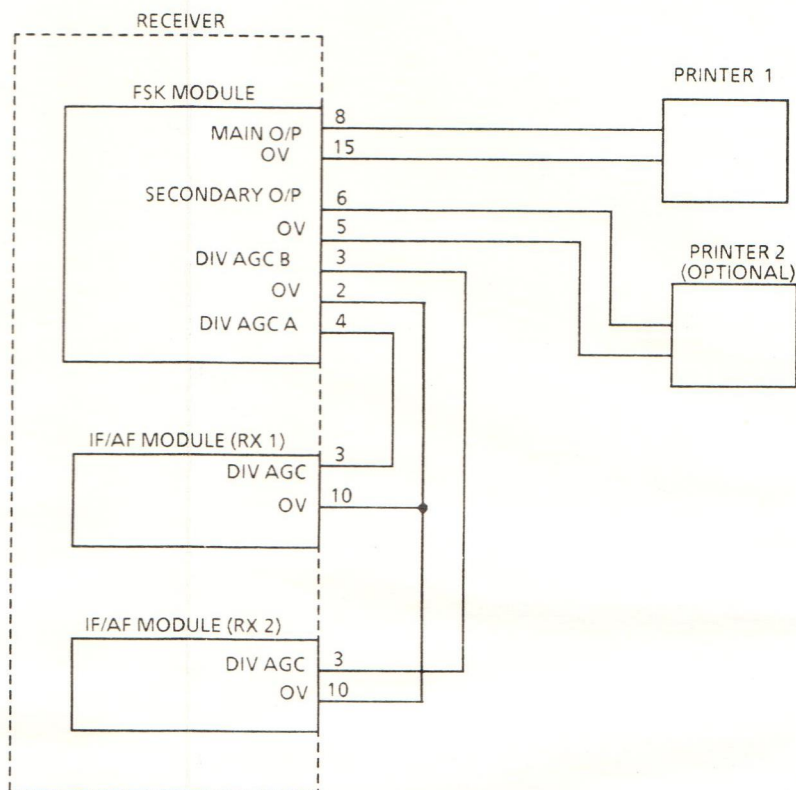 RECEIVER
FSK MODULE
MAIN O/P 8
OV 15
SECONDARY O/P 6
OV 5
DIV AGC B 3
OV 2
DIV AGC A 4
PRINTER 1
PRINTER 2
(OPTIONAL)
IF/AF MODULE (RX 1)
DIV AGC 3
OV 10
IF/AF MODULE (RX 2)
DIV AGC 3
OV 10